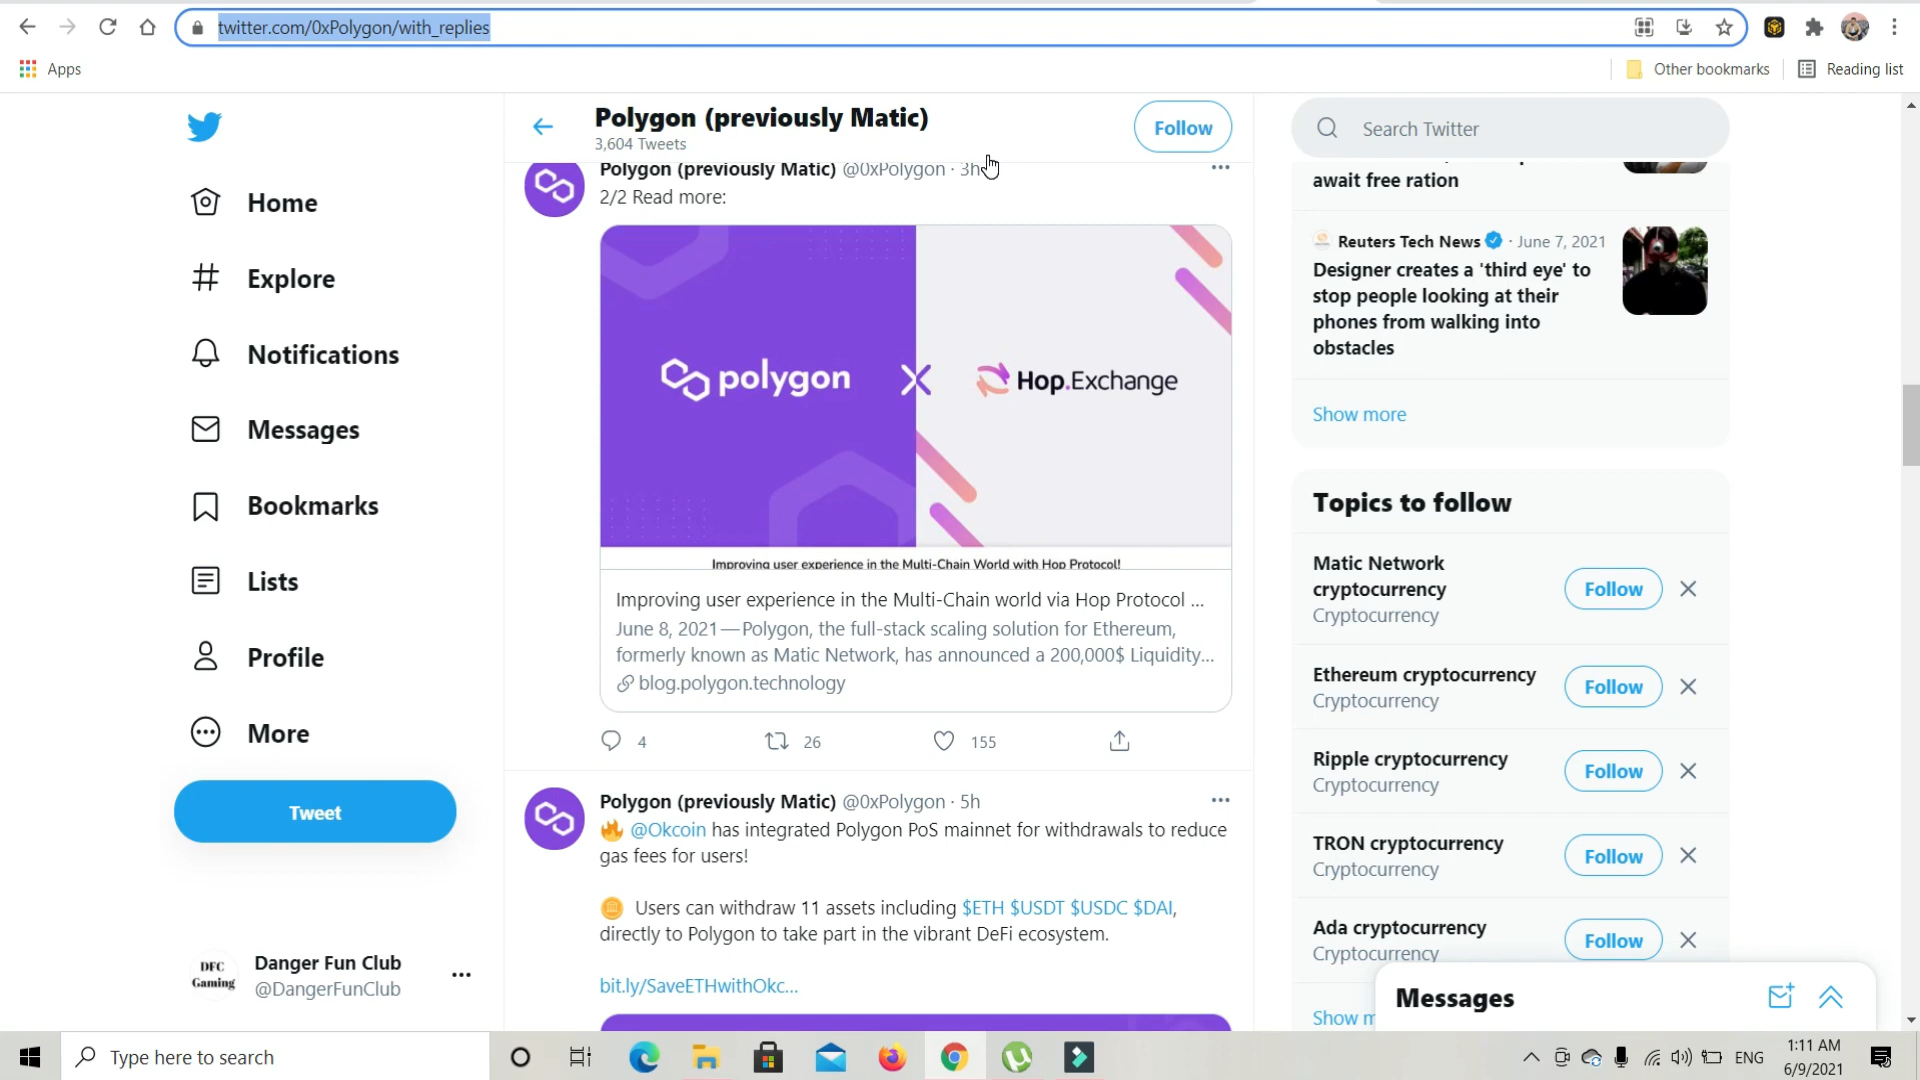 twitter.com/0xPolygon/with_replies
Apps
Other bookmarks
Reading list
Home
Explore
Notifications
Messages
Bookmarks
Lists
Profile
More
Tweet
DFC
Gaming
Danger Fun Club
@DangerFunClub
Polygon (previously Matic)
3,604 Tweets
Follow
Polygon (previously Matic) @0xPolygon · 3h
2/2 Read more:
polygon
Hop.Exchange
Improving user experience in the Multi-Chain World with Hop Protocol!
Improving user experience in the Multi-Chain world via Hop Protocol ...
June 8, 2021—Polygon, the full-stack scaling solution for Ethereum,
formerly known as Matic Network, has announced a 200,000$ Liquidity...
blog.polygon.technology
4
26
155
Polygon (previously Matic) @0xPolygon · 5h
🔥 @Okcoin has integrated Polygon PoS mainnet for withdrawals to reduce
gas fees for users!
Users can withdraw 11 assets including $ETH $USDT $USDC $DAI,
directly to Polygon to take part in the vibrant DeFi ecosystem.
bit.ly/SaveETHwithOkc...
Search Twitter
await free ration
Reuters Tech News · June 7, 2021
Designer creates a 'third eye' to
stop people looking at their
phones from walking into
obstacles
Show more
Topics to follow
Matic Network
cryptocurrency
Cryptocurrency
Follow
Ethereum cryptocurrency
Cryptocurrency
Follow
Ripple cryptocurrency
Cryptocurrency
Follow
TRON cryptocurrency
Cryptocurrency
Follow
Ada cryptocurrency
Cryptocurrency
Follow
Show m
Messages
Type here to search
ENG
1:11 AM
6/9/2021